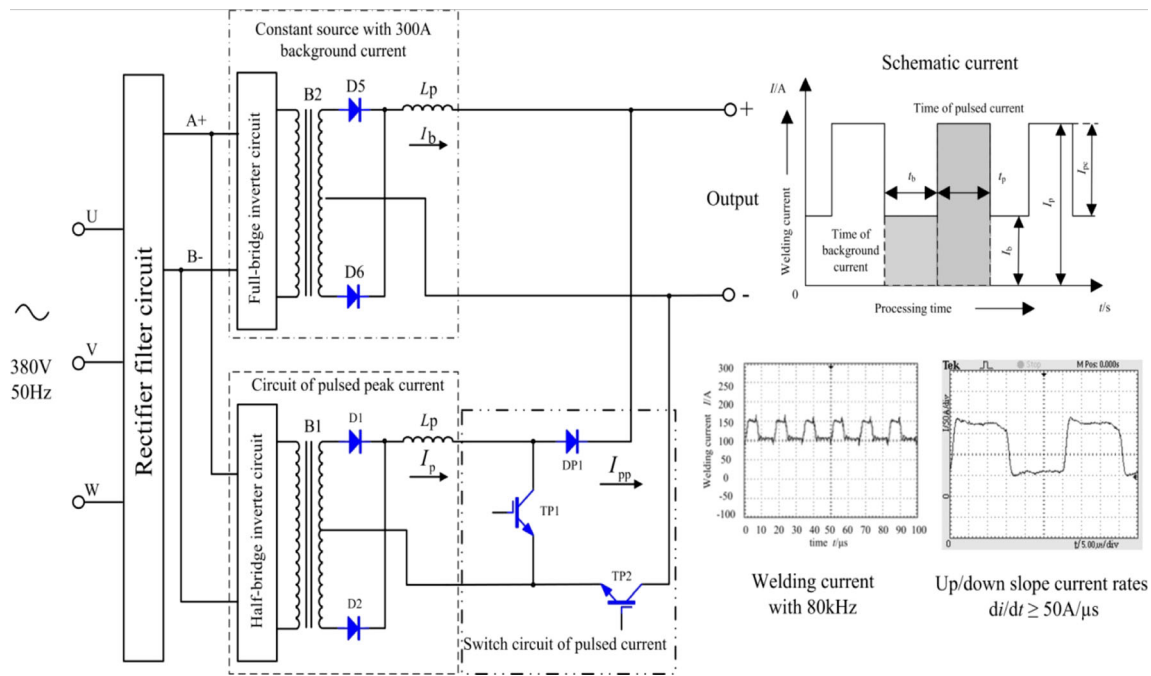 Constant source with 300A
background current
Rectifier filter circuit
A+
B-
U
V
W
380V
50Hz
Full-bridge inverter circuit
B2
D5
D6
Lp
Ib
+
Output
-
Circuit of pulsed peak current
Half-bridge inverter circuit
B1
D1
D2
Lp
Ip
DP1
Ipp
TP1
TP2
Switch circuit of pulsed current
Schematic current
I/A
Welding current
Time of pulsed current
tb
tp
Time of
background
current
Ib
Ip
Ipc
0
Processing time
t/s
Welding current I/A
300
250
200
150
100
50
0
-50
-100
0 10 20 30 40 50 60 70 80 90 100
time t/μs
Welding current
with 80kHz
Tek
Stop
M Pos: 0.000s
I/50A/div
0
0
t/5.00μs/div
Up/down slope current rates
di/dt ≥ 50A/μs